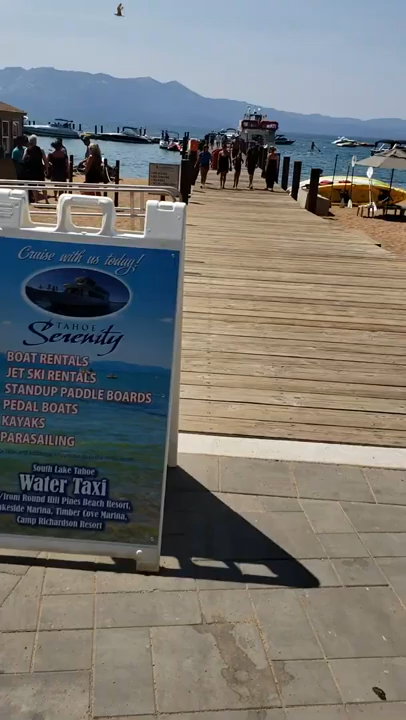 Cruise with us today!
TAHOE
Serenity
BOAT RENTALS
JET SKI RENTALS
STANDUP PADDLE BOARDS
PEDAL BOATS
KAYAKS
PARASAILING
South Lake Tahoe
Water Taxi
/from Round Hill Pines Beach Resort,
akeside Marina, Timber Cove Marina,
Camp Richardson Resort